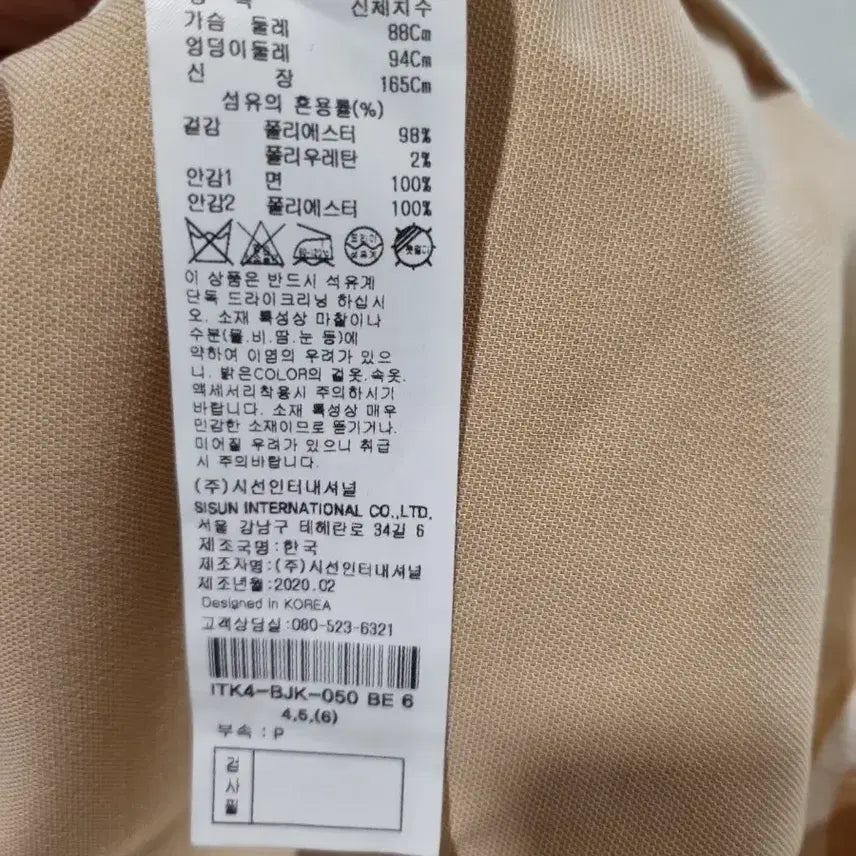 신체지수
가슴 둘레 88Cm
엉덩이둘레 94Cm
신 장 165Cm
섬유의 혼용률(%)
겉감 폴리에스터 98%
폴리우레탄 2%
안감1 면 100%
안감2 폴리에스터 100%
드라이
석유계
이 상품은 반드시 석유계
단독 드라이크리닝 하십시
오. 소재 특성상 마찰이나
수분(물.비.땀.눈 등)에
약하여 이염의 우려가 있으
니. 밝은COLOR의 겉옷.속옷.
액세서리착용시 주의하시기
바랍니다. 소재 특성상 매우
민감한 소재이므로 뜯기거나.
미어질 우려가 있으니 취급
시 주의바랍니다.
(주)시선인터내셔널
SISUN INTERNATIONAL CO.,LTD.
서울 강남구 테헤란로 34길 6
제조국명:한국
제조자명:(주)시선인터내셔널
제조년월:2020.02
Designed in KOREA
고객상담실:080-523-6321
ITK4-BJK-050 BE 6
4,5,(6)
부속 : P
검
사
필